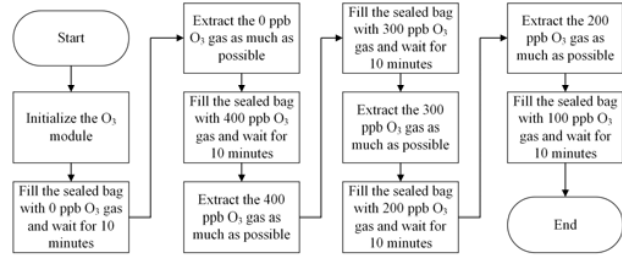 Start
Initialize the O₃
module
Fill the sealed bag
with 0 ppb O₃ gas
and wait for 10
minutes
Extract the 0 ppb
O₃ gas as much as
possible
Fill the sealed bag
with 400 ppb O₃
gas and wait for
10 minutes
Extract the 400
ppb O₃ gas as
much as possible
Fill the sealed bag
with 300 ppb O₃
gas and wait for
10 minutes
Extract the 300
ppb O₃ gas as
much as possible
Fill the sealed bag
with 200 ppb O₃
gas and wait for
10 minutes
Extract the 200
ppb O₃ gas as
much as possible
Fill the sealed bag
with 100 ppb O₃
gas and wait for
10 minutes
End